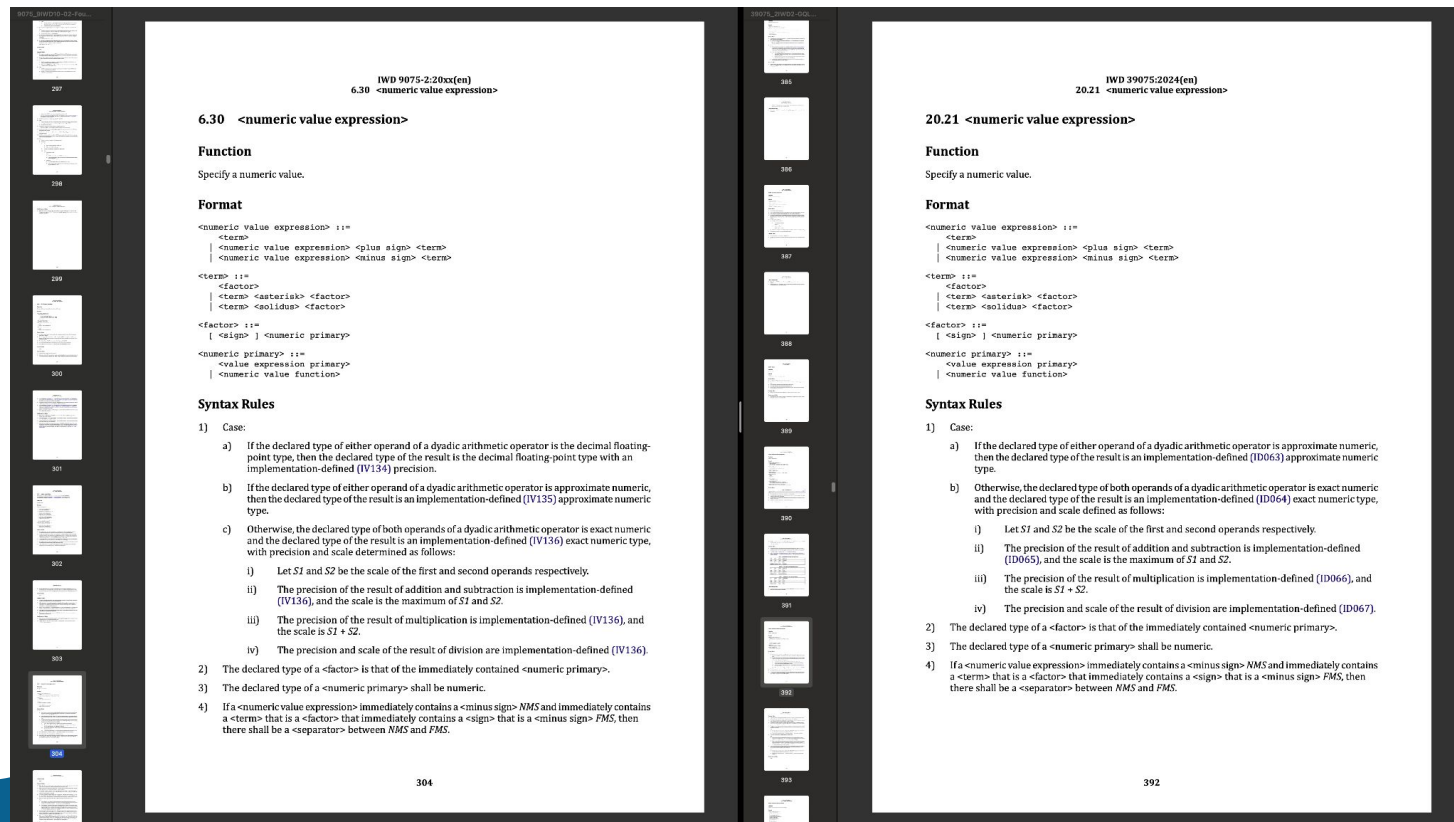 9075_9IWD10-02-Fou...
297
298
299
300
301
302
303
304
IWD 9075-2:20xx(en)
6.30 <numeric value expression>
6.30 <numeric value expression>
Function
Specify a numeric value.
Format
<numeric value expression> ::=
<term>
| <numeric value expression> <plus sign> <term>
| <numeric value expression> <minus sign> <term>
<term> ::=
<factor>
| <term> <asterisk> <factor>
| <term> <solidus> <factor>
<factor> ::=
[ <sign> ] <numeric primary>
<numeric primary> ::=
<value expression primary>
| <numeric value function>
Syntax Rules
1) Case:
a) If the declared type of either operand of a dyadic arithmetic operator is the decimal floating-
point type, then the declared type of the result is the decimal floating-point type with an
implementation-defined (IV134) precision.
b) If the declared type of either operand of a dyadic arithmetic operator is approximate numeric,
then the declared type of the result is an implementation-defined (IV135) approximate numeric
type.
c) Otherwise, the declared type of both operands of a dyadic arithmetic operator is exact numeric
and the declared type of the result is an implementation-defined (IV136) exact numeric type,
with precision and scale determined as follows:
i) Let S1 and S2 be the scale of the first and second operands respectively.
ii) The precision of the result of addition and subtraction is implementation-defined
(IV136), and the scale is the maximum of S1 and S2.
iii) The precision of the result of multiplication is implementation-defined (IV136), and
the scale is S1 + S2.
iv) The precision and scale of the result of division are implementation-defined (IV136).
2) The declared type of a <factor> is that of the immediately contained <numeric primary>.
3) The declared type of a <numeric primary> shall be numeric.
4) If a <numeric value expression> immediately contains a <minus sign> NMS and immediately contains
a <term> that is a <factor> that immediately contains a <sign> that is a <minus sign> FMS, then
there shall be a <separator> between NMS and FMS.
304
39075_2IWD2-GQL...
385
386
387
388
389
390
391
392
393
IWD 39075:2024(en)
20.21 <numeric value expression>
20.21 <numeric value expression>
Function
Specify a numeric value.
Format
<numeric value expression> ::=
<term>
| <numeric value expression> <plus sign> <term>
| <numeric value expression> <minus sign> <term>
<term> ::=
<factor>
| <term> <asterisk> <factor>
| <term> <solidus> <factor>
<factor> ::=
[ <sign> ] <numeric primary>
<numeric primary> ::=
<value expression primary>
| <numeric value function>
Syntax Rules
1) Case:
a) If the declared type of either operand of a dyadic arithmetic operator is approximate numeric,
then the declared type of the result is an implementation-defined (ID063) approximate numeric
type.
b) Otherwise, the declared type of both operands of a dyadic arithmetic operator is exact numeric
and the declared type of the result is an implementation-defined (ID064) exact numeric type,
with precision and scale defined as follows:
i) Let S1 and S2 be the scale of the first and second operands respectively.
ii) The precision of the result of addition and subtraction is implementation-defined
(ID065), and the scale is the maximum of S1 and S2.
iii) The precision of the result of multiplication is implementation-defined (ID066), and
the scale is S1 + S2.
iv) The precision and scale of the result of division are implementation-defined (ID067).
2) The declared type of a <factor> is that of the immediately contained <numeric primary>.
3) The declared type of a <numeric primary> shall be numeric.
4) If a <numeric value expression> immediately contains a <minus sign> NMS and immediately contains
a <term> that is a <factor> that immediately contains a <sign> that is a <minus sign> FMS, then
there shall be a <separator> between NMS and FMS.
392